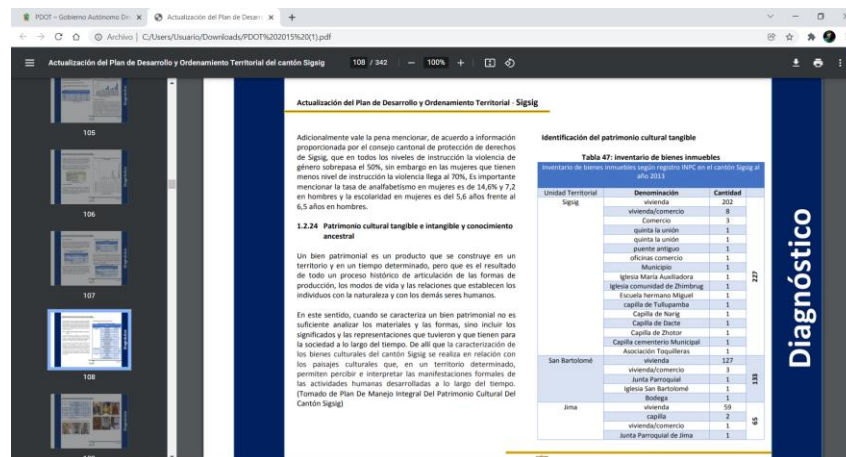 PDOT – Gobierno Autónomo De
Actualización del Plan de Desarr
Archivo | C:/Users/Usuario/Downloads/PDOT%202015%20(1).pdf
Actualización del Plan de Desarrollo y Ordenamiento Territorial del cantón Sigsig
108 / 342
100%
105
106
107
108
Actualización del Plan de Desarrollo y Ordenamiento Territorial - Sigsig
Adicionalmente vale la pena mencionar, de acuerdo a información
proporcionada por el consejo cantonal de protección de derechos
de Sigsig, que en todos los niveles de instrucción la violencia de
género sobrepasa el 50%, sin embargo en las mujeres que tienen
menos nivel de instrucción la violencia llega al 70%, Es importante
mencionar la tasa de analfabetismo en mujeres es de 14,6% y 7,2
en hombres y la escolaridad en mujeres es del 5,6 años frente al
6,5 años en hombres.
1.2.24 Patrimonio cultural tangible e intangible y conocimiento
ancestral
Un bien patrimonial es un producto que se construye en un
territorio y en un tiempo determinado, pero que es el resultado
de todo un proceso histórico de articulación de las formas de
producción, los modos de vida y las relaciones que establecen los
individuos con la naturaleza y con los demás seres humanos.
En este sentido, cuando se caracteriza un bien patrimonial no es
suficiente analizar los materiales y las formas, sino incluir los
significados y las representaciones que tuvieron y que tienen para
la sociedad a lo largo del tiempo. De allí que la caracterización de
los bienes culturales del cantón Sigsig se realiza en relación con
los paisajes culturales que, en un territorio determinado,
permiten percibir e interpretar las manifestaciones formales de
las actividades humanas desarrolladas a lo largo del tiempo.
(Tomado de Plan De Manejo Integral Del Patrimonio Cultural Del
Cantón Sigsig)
Identificación del patrimonio cultural tangible
Tabla 47: inventario de bienes inmuebles
Inventario de bienes inmuebles según registro INPC en el cantón Sigsig al
año 2013
Unidad Territorial Denominación Cantidad
Sigsig vivienda 202
vivienda/comercio 8
Comercio 3
quinta la unión 1
quinta la unión 1
puente antiguo 1
oficinas comercio 1
Municipio 1
Iglesia María Auxiliadora 1
227
Iglesia comunidad de Zhimbrug 1
Escuela hermano Miguel 1
capilla de Tullupamba 1
Capilla de Narig 1
Capilla de Dacte 1
Capilla de Zhotor 1
Capilla cementerio Municipal 1
Asociación Toquilleras 1
San Bartolomé vivienda 127
vivienda/comercio 3
Junta Parroquial 1
133
Iglesia San Bartolomé 1
Bodega 1
Jima vivienda 59
capilla 2
65
vivienda/comercio 1
Junta Parroquial de Jima 1
Diagnóstico